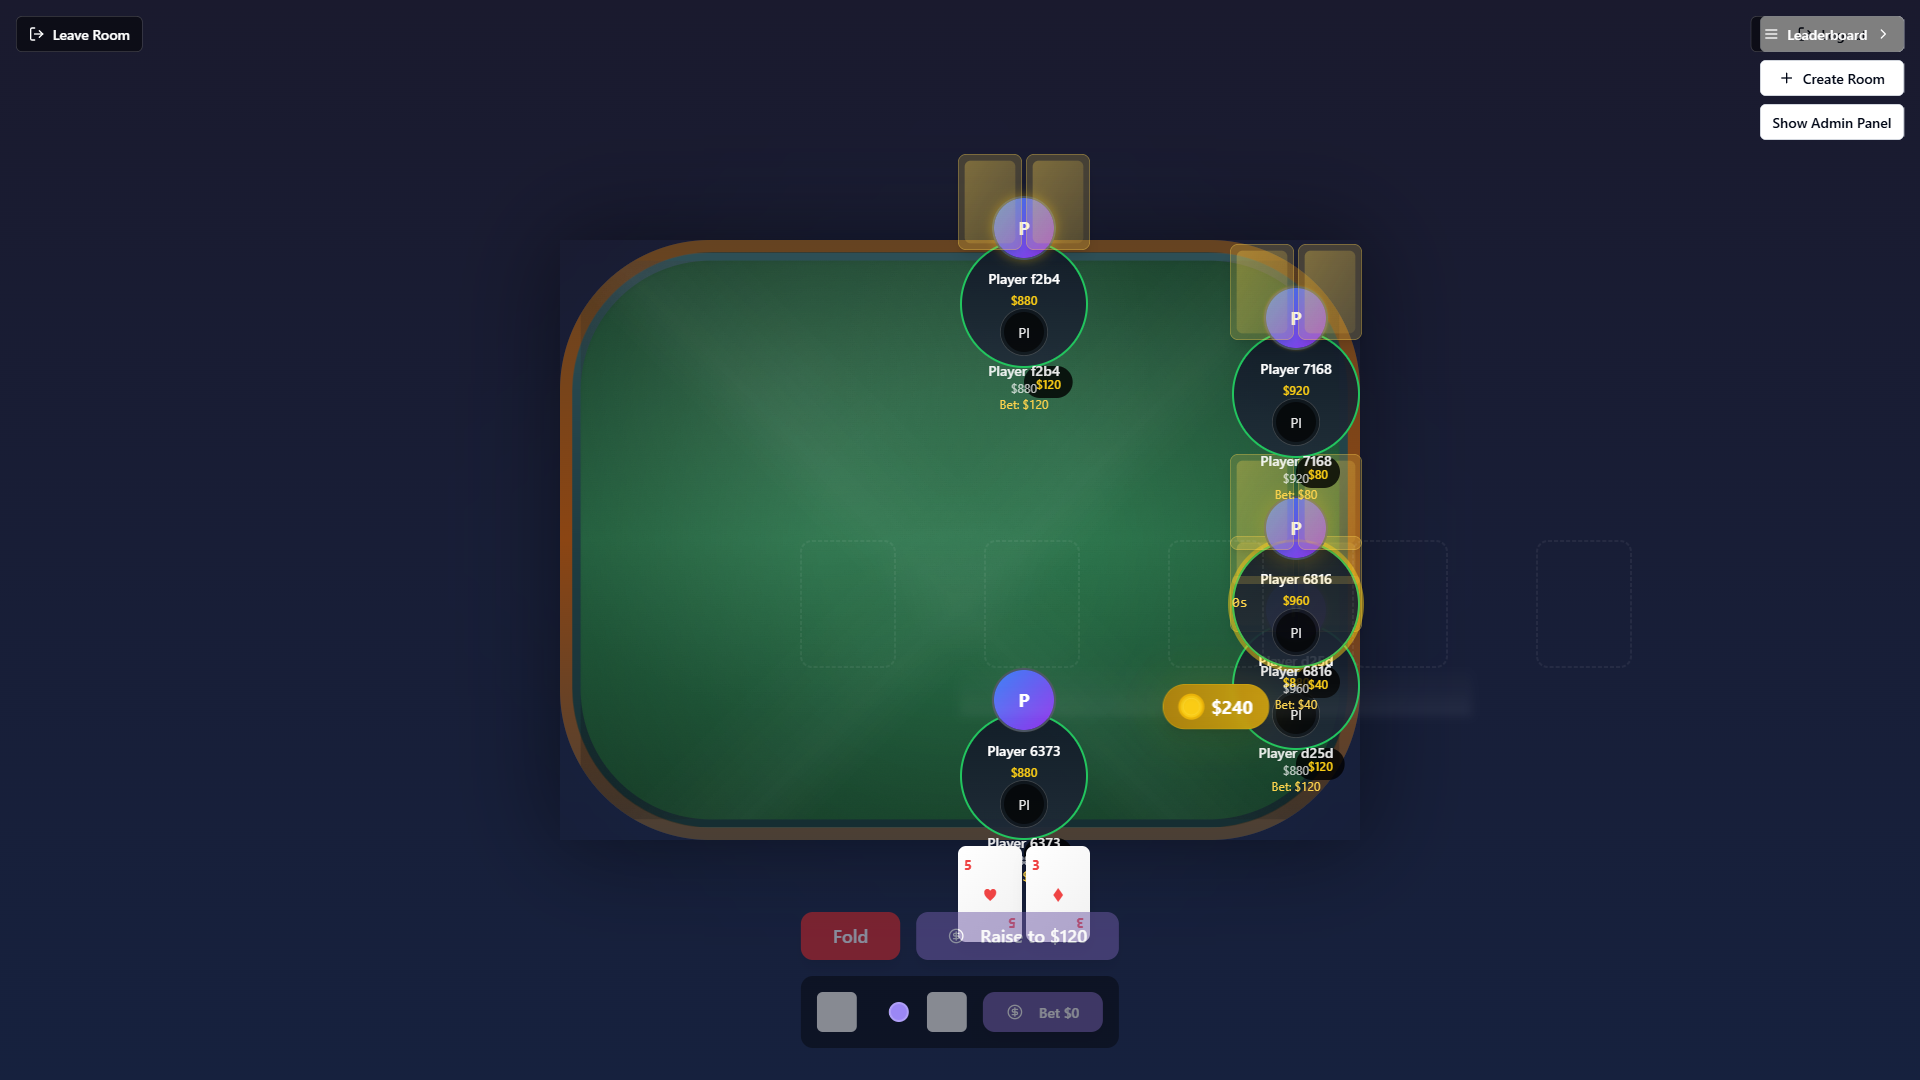 Leave Room
Leaderboard
Create Room
Show Admin Panel
P
Player f2b4
$880
Pl
Player f2b4
$880
$120
Bet: $120
P
Player 7168
$920
Pl
Player 7168
$920
$80
Bet: $80
P
Player 6816
$960
0s
Pl
Player 6816
$960
$40
Bet: $40
Pl
Player d25d
$880
$120
Bet: $120
$240
P
Player 6373
$880
Pl
Player 6373
5
3
5
3
Fold
Raise to $120
Bet $0